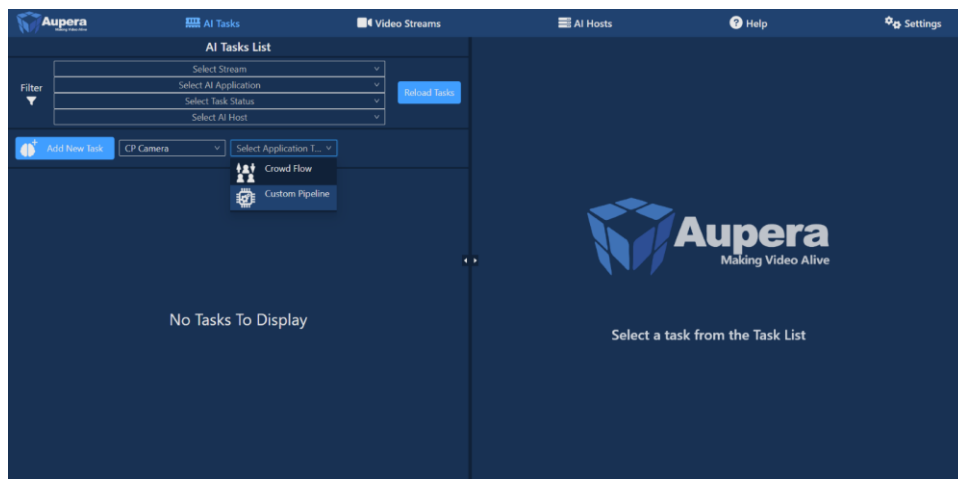 Aupera
Making Video Alive
AI Tasks
Video Streams
AI Hosts
Help
Settings
AI Tasks List
Filter
Select Stream
Select AI Application
Select Task Status
Select AI Host
Reload Tasks
Add New Task
CP Camera
Select Application T...
Crowd Flow
Custom Pipeline
No Tasks To Display
Aupera
Making Video Alive
Select a task from the Task List